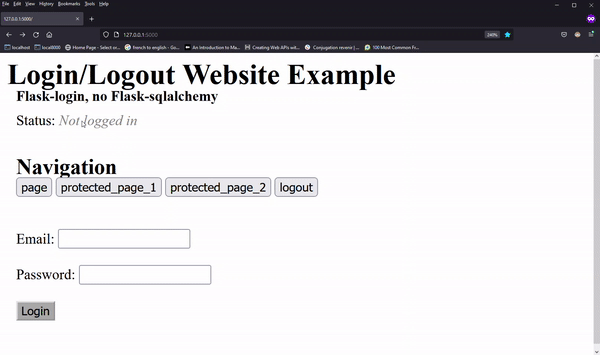 File Edit View History Bookmarks Tools Help
127.0.0.1:5000/
127.0.0.1:5000
240%
localhost local8000 Home Page - Select so... french to english - Go... An Introduction to Ma... Creating Web APIs wit... Conjugation revenir |... 100 Most Common Fr...
Login/Logout Website Example
Flask-login, no Flask-sqlalchemy
Status: Not logged in
Navigation
page protected_page_1 protected_page_2 logout
Email:
Password:
Login